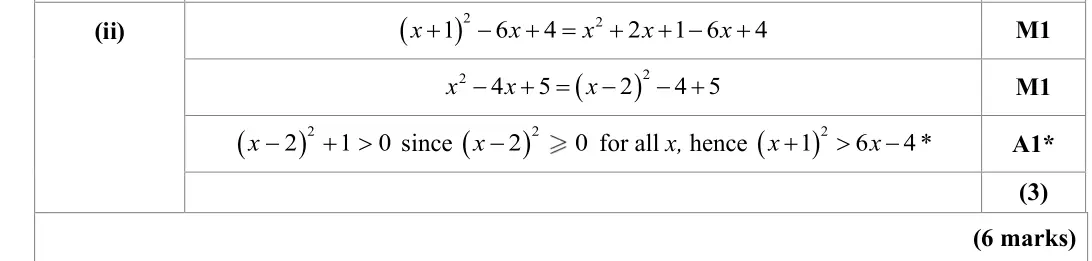 (ii) (x+1)² − 6x + 4 = x² + 2x + 1 − 6x + 4 M1
x² − 4x + 5 = (x−2)² − 4 + 5 M1
(x−2)² + 1 > 0 since (x−2)² ⩾ 0 for all x, hence (x+1)² > 6x − 4 * A1*
(3)
(6 marks)